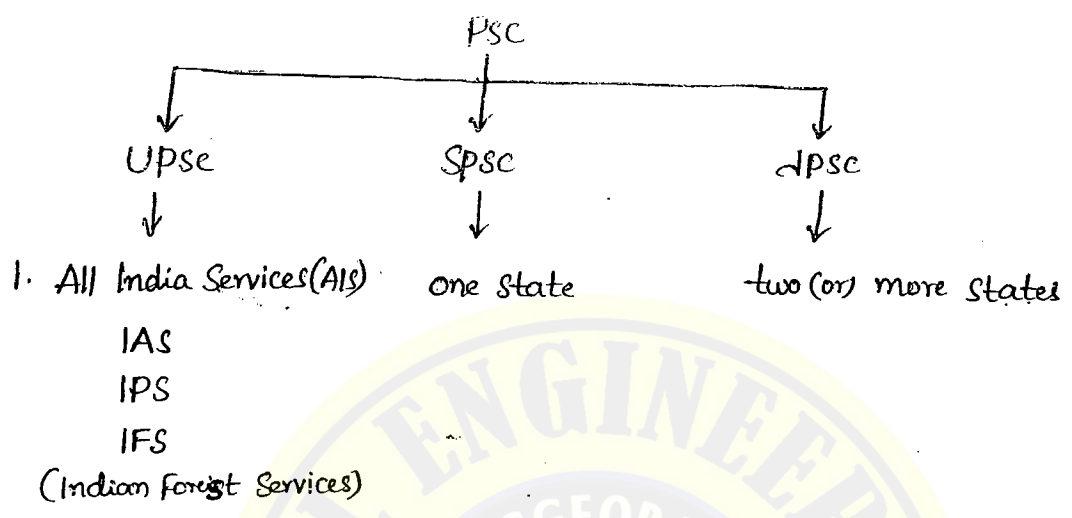 PSC
UPSC SPSC JPSC
1. All India Services (AIS) one state two (or) more states
IAS
IPS
IFS
(Indian Forest Services)
ENGINEER